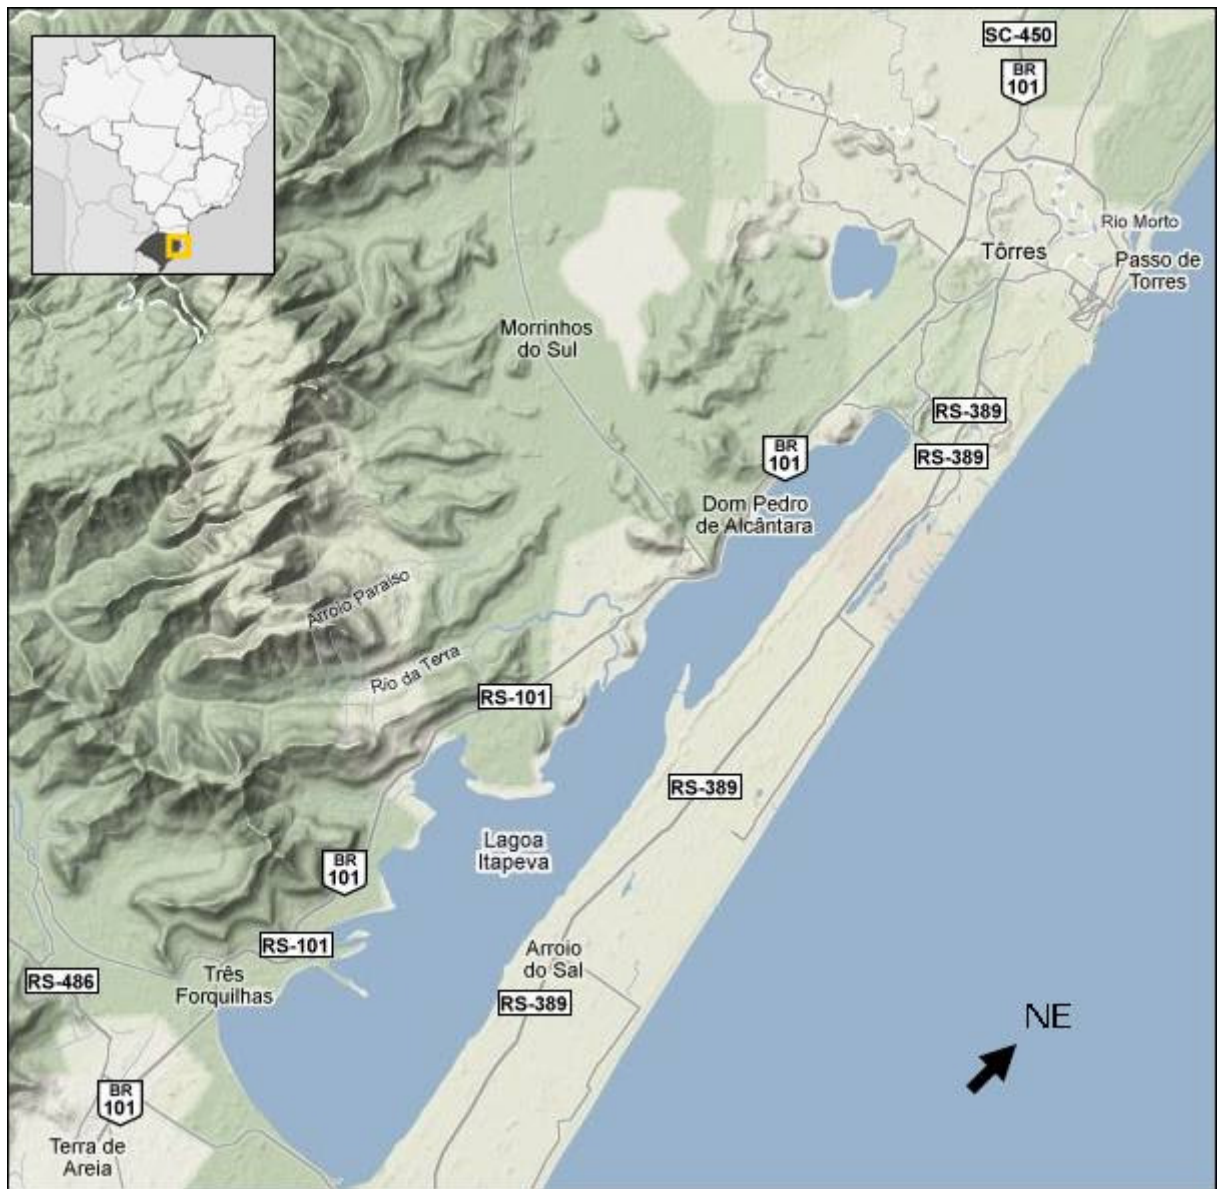 SC-450
BR
101
Rio Morto
Tôrres
Passo de
Torres
Morrinhos
do Sul
RS-389
BR
101
RS-389
Dom Pedro
de Alcântara
Arroio Paraíso
Rio da Terra
RS-101
RS-389
Lagoa
Itapeva
BR
101
RS-101
Arroio
do Sal
Três
Forquilhas
RS-486
RS-389
NE
BR
101
Terra de
Areia